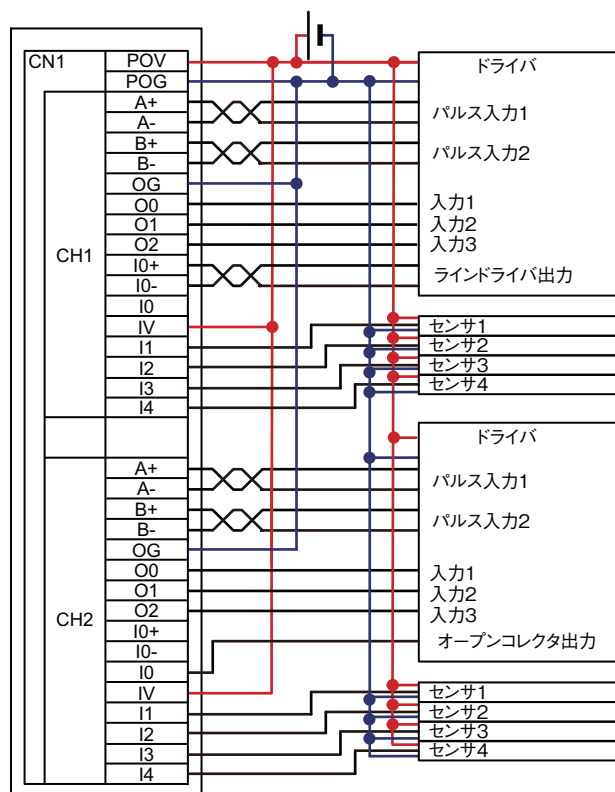 CN1
POV
POG
CH1
A+
A-
B+
B-
OG
O0
O1
O2
I0+
I0-
I0
IV
I1
I2
I3
I4
ドライバ
パルス入力1
パルス入力2
入力1
入力2
入力3
ラインドライバ出力
センサ1
センサ2
センサ3
センサ4
CH2
A+
A-
B+
B-
OG
O0
O1
O2
I0+
I0-
I0
IV
I1
I2
I3
I4
ドライバ
パルス入力1
パルス入力2
入力1
入力2
入力3
オープンコレクタ出力
センサ1
センサ2
センサ3
センサ4